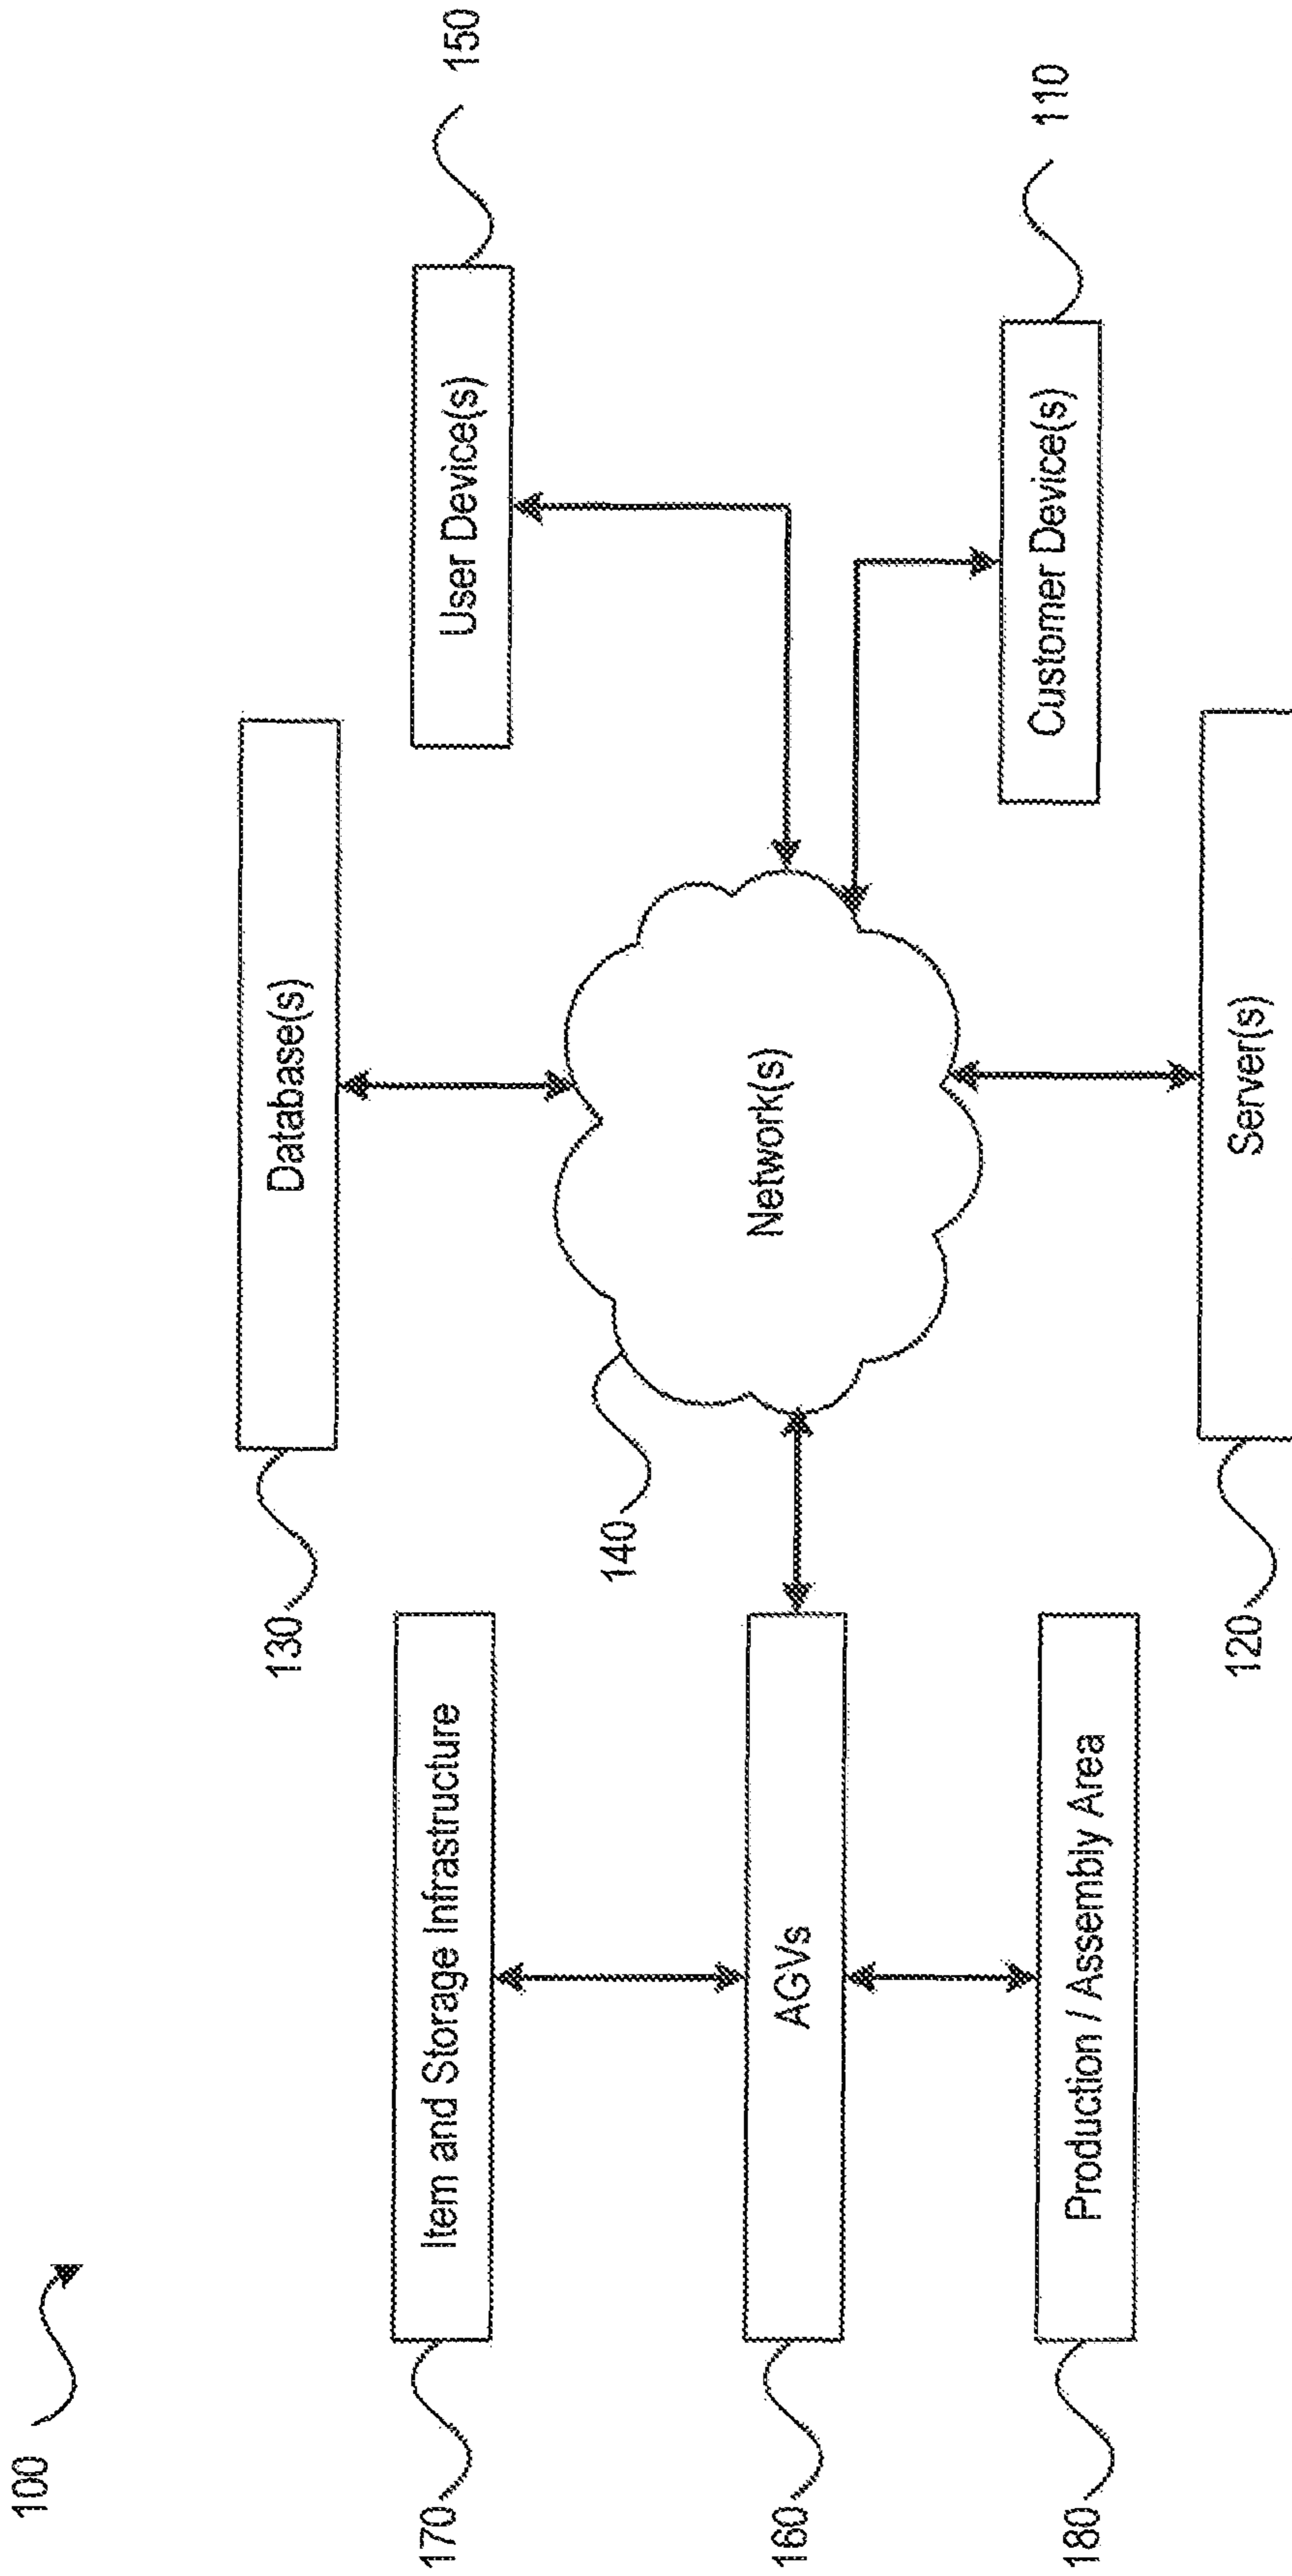 100
Database(s)
130
User Device(s)
150
Item and Storage Infrastructure
170
140
Network(s)
AGVs
160
Customer Device(s)
110
Production / Assembly Area
180
Server(s)
120